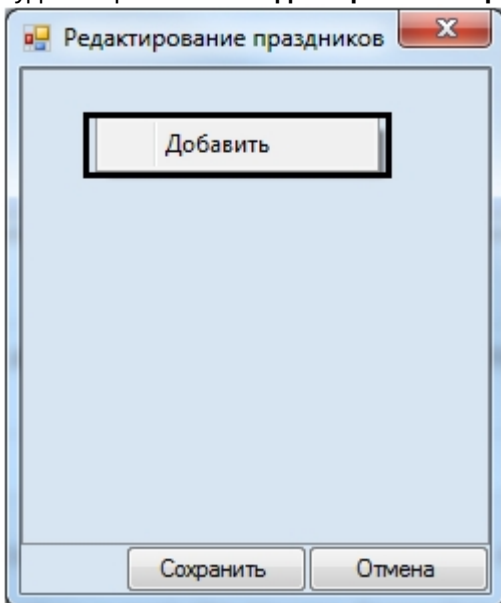 Редактирование праздников
Добавить
Сохранить
Отмена